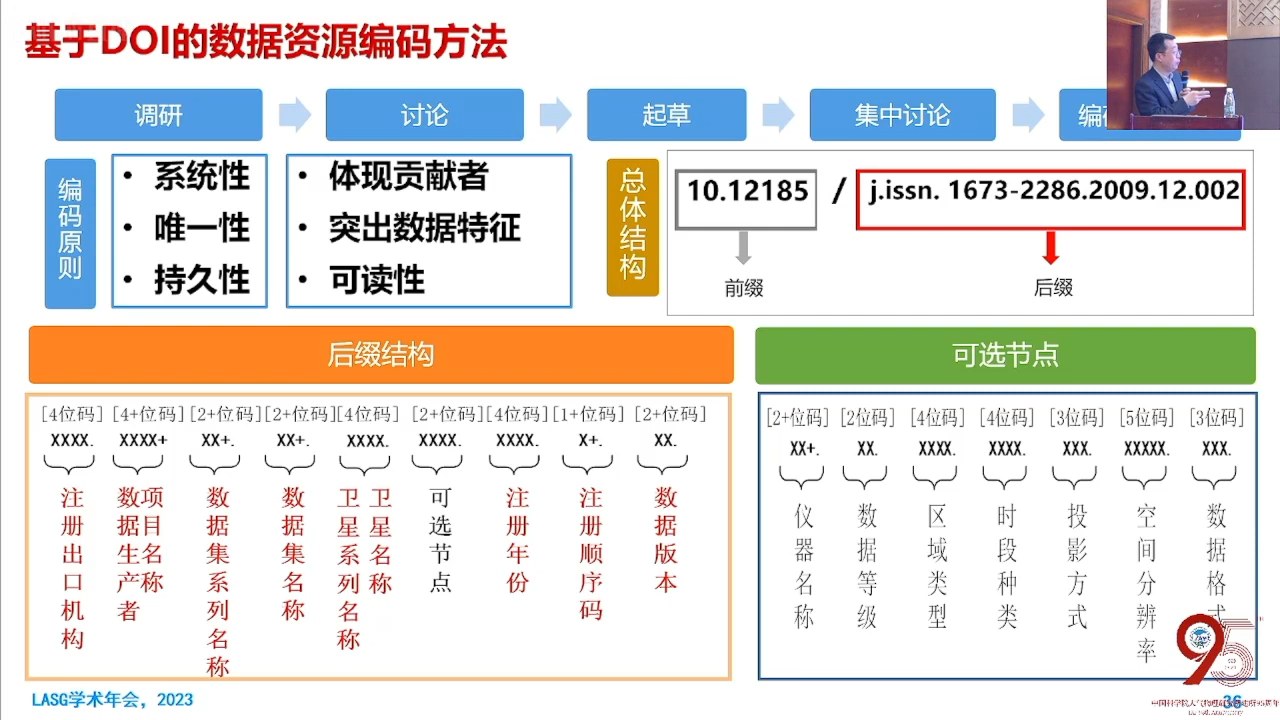 基于DOI的数据资源编码方法
调研
讨论
起草
集中讨论
编
编码原则
• 系统性
• 唯一性
• 持久性
• 体现贡献者
• 突出数据特征
• 可读性
总体结构
10.12185 / j.issn. 1673-2286.2009.12.002
前缀
后缀
后缀结构
[4位码] [4+位码] [2+位码] [2+位码] [4位码] [2+位码] [4位码] [1+位码] [2+位码]
XXXX. XXXX+ XX+. XX+. XXXX. XXXX. XXXX. X+. XX.
注册出口机构
数据生产者
项目名称
数据集系列名称
数据集名称
卫星系列名称
卫星名称
可选节点
注册年份
注册顺序码
数据版本
可选节点
[2+位码] [2位码] [4位码] [4位码] [3位码] [5位码] [3位码]
XX+. XX. XXXX. XXXX. XXX. XXXXX. XXX.
仪器名称
数据等级
区域类型
时段种类
投影方式
空间分辨率
数据格式
LASG学术年会，2023
95
36